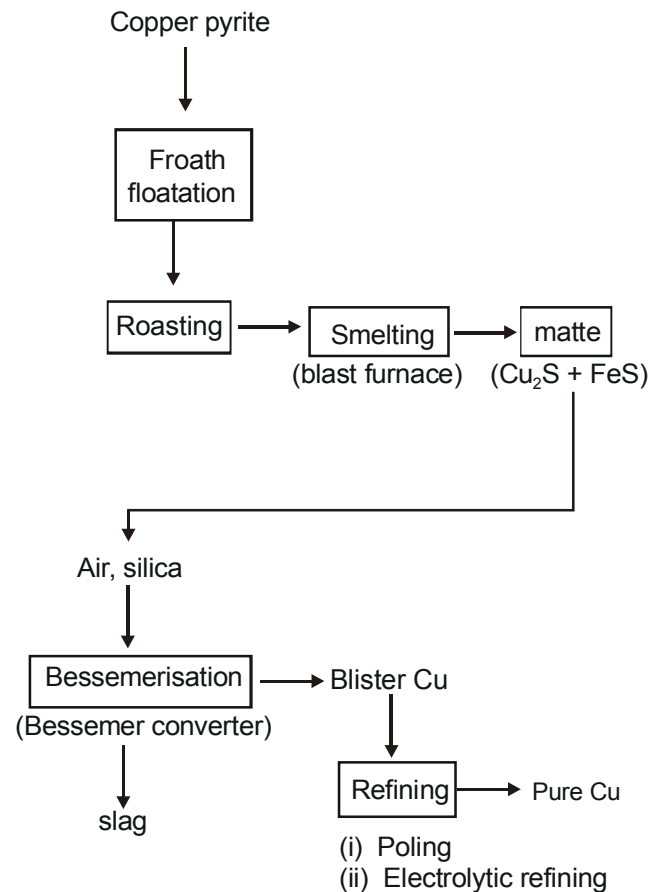 Copper pyrite
Froath
floatation
Roasting
Smelting
(blast furnace)
matte
(Cu₂S + FeS)
Air, silica
Bessemerisation
(Bessemer converter)
Blister Cu
slag
Refining
Pure Cu
(i) Poling
(ii) Electrolytic refining